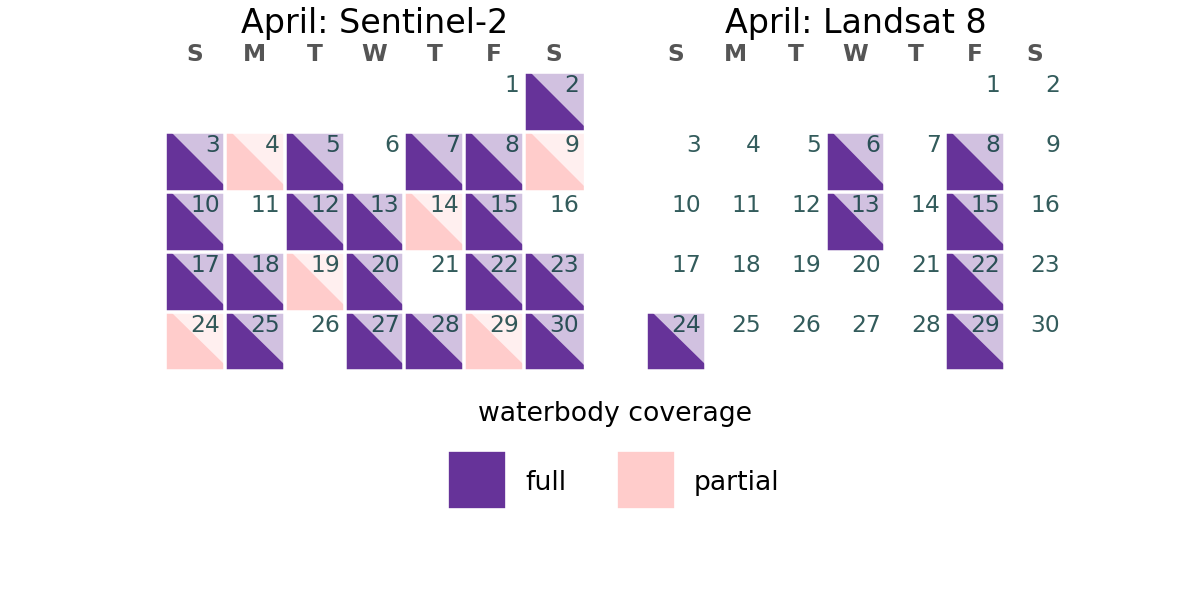 April: Sentinel-2
S M T W T F S
1 2
3 4 5 6 7 8 9
10 11 12 13 14 15 16
17 18 19 20 21 22 23
24 25 26 27 28 29 30
April: Landsat 8
S M T W T F S
1 2
3 4 5 6 7 8 9
10 11 12 13 14 15 16
17 18 19 20 21 22 23
24 25 26 27 28 29 30
waterbody coverage
full partial